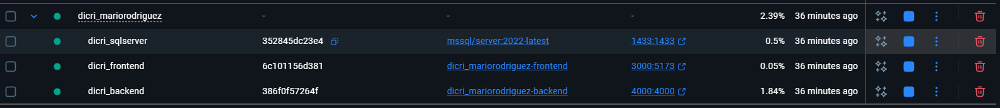 dicri_mariorodriguez - - - 2.39% 36 minutes ago
dicri_sqlserver 352845dc23e4 mssql/server:2022-latest 1433:1433 0.5% 36 minutes ago
dicri_frontend 6c101156d381 dicri_mariorodriguez-frontend 3000:5173 0.05% 36 minutes ago
dicri_backend 386f0f57264f dicri_mariorodriguez-backend 4000:4000 1.84% 36 minutes ago